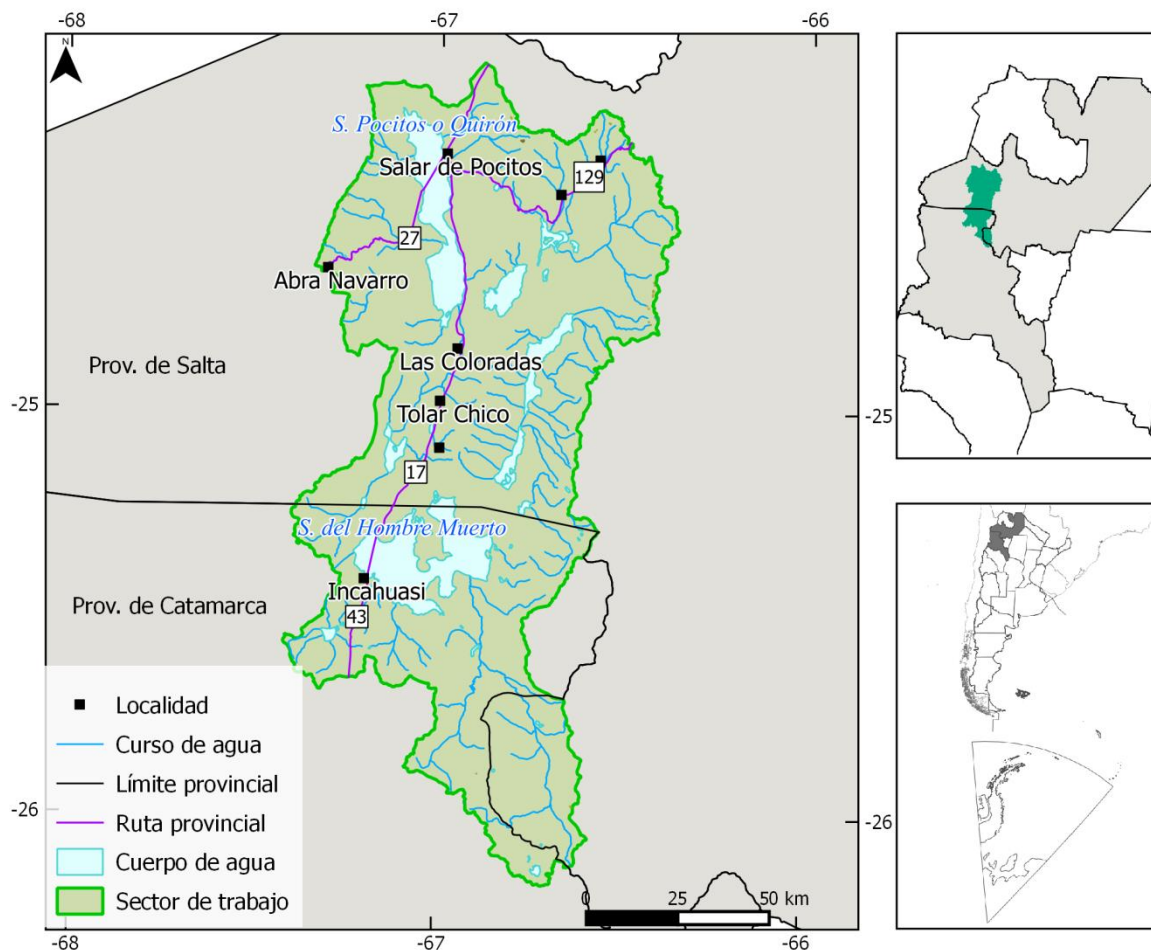 -68
-67
-66
N
S. Pocitos o Quirón
Salar de Pocitos
129
27
Abra Navarro
Las Coloradas
Prov. de Salta
-25
Tolar Chico
-25
17
S. del Hombre Muerto
Incahuasi
Prov. de Catamarca
43
Localidad
Curso de agua
Límite provincial
Ruta provincial
Cuerpo de agua
Sector de trabajo
-26
-26
0 25 50 km
-68
-67
-66